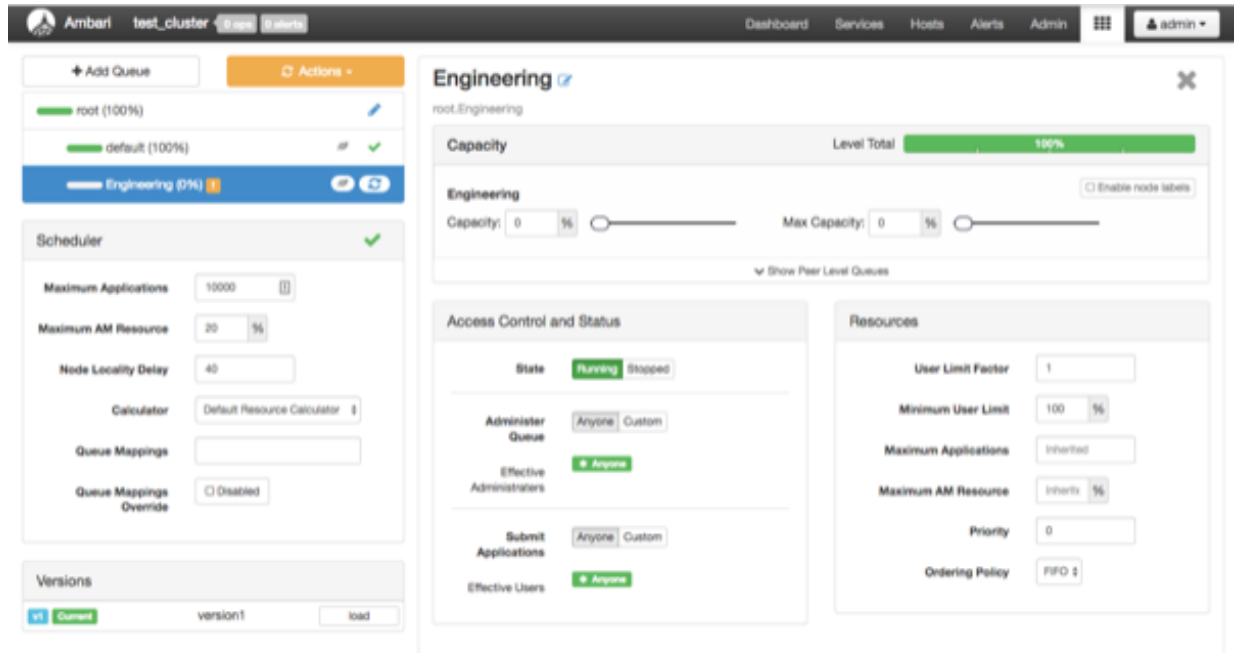 Ambari test_cluster 0 ops 0 alerts Dashboard Services Hosts Alerts Admin admin
+ Add Queue Actions
root (100%)
default (100%)
Engineering (0%) !
Scheduler
Maximum Applications 10000
Maximum AM Resource 20 %
Node Locality Delay 40
Calculator Default Resource Calculator
Queue Mappings
Queue Mappings Override Disabled
Versions
v1 Current version1 load
Engineering
root.Engineering
Capacity Level Total 100%
Engineering Enable node labels
Capacity: 0 % Max Capacity: 0 %
Show Peer Level Queues
Access Control and Status
State Running Stopped
Administer Queue Anyone Custom
Effective Administraters + Anyone
Submit Applications Anyone Custom
Effective Users + Anyone
Resources
User Limit Factor 1
Minimum User Limit 100 %
Maximum Applications Inherited
Maximum AM Resource Inherite %
Priority 0
Ordering Policy FIFO